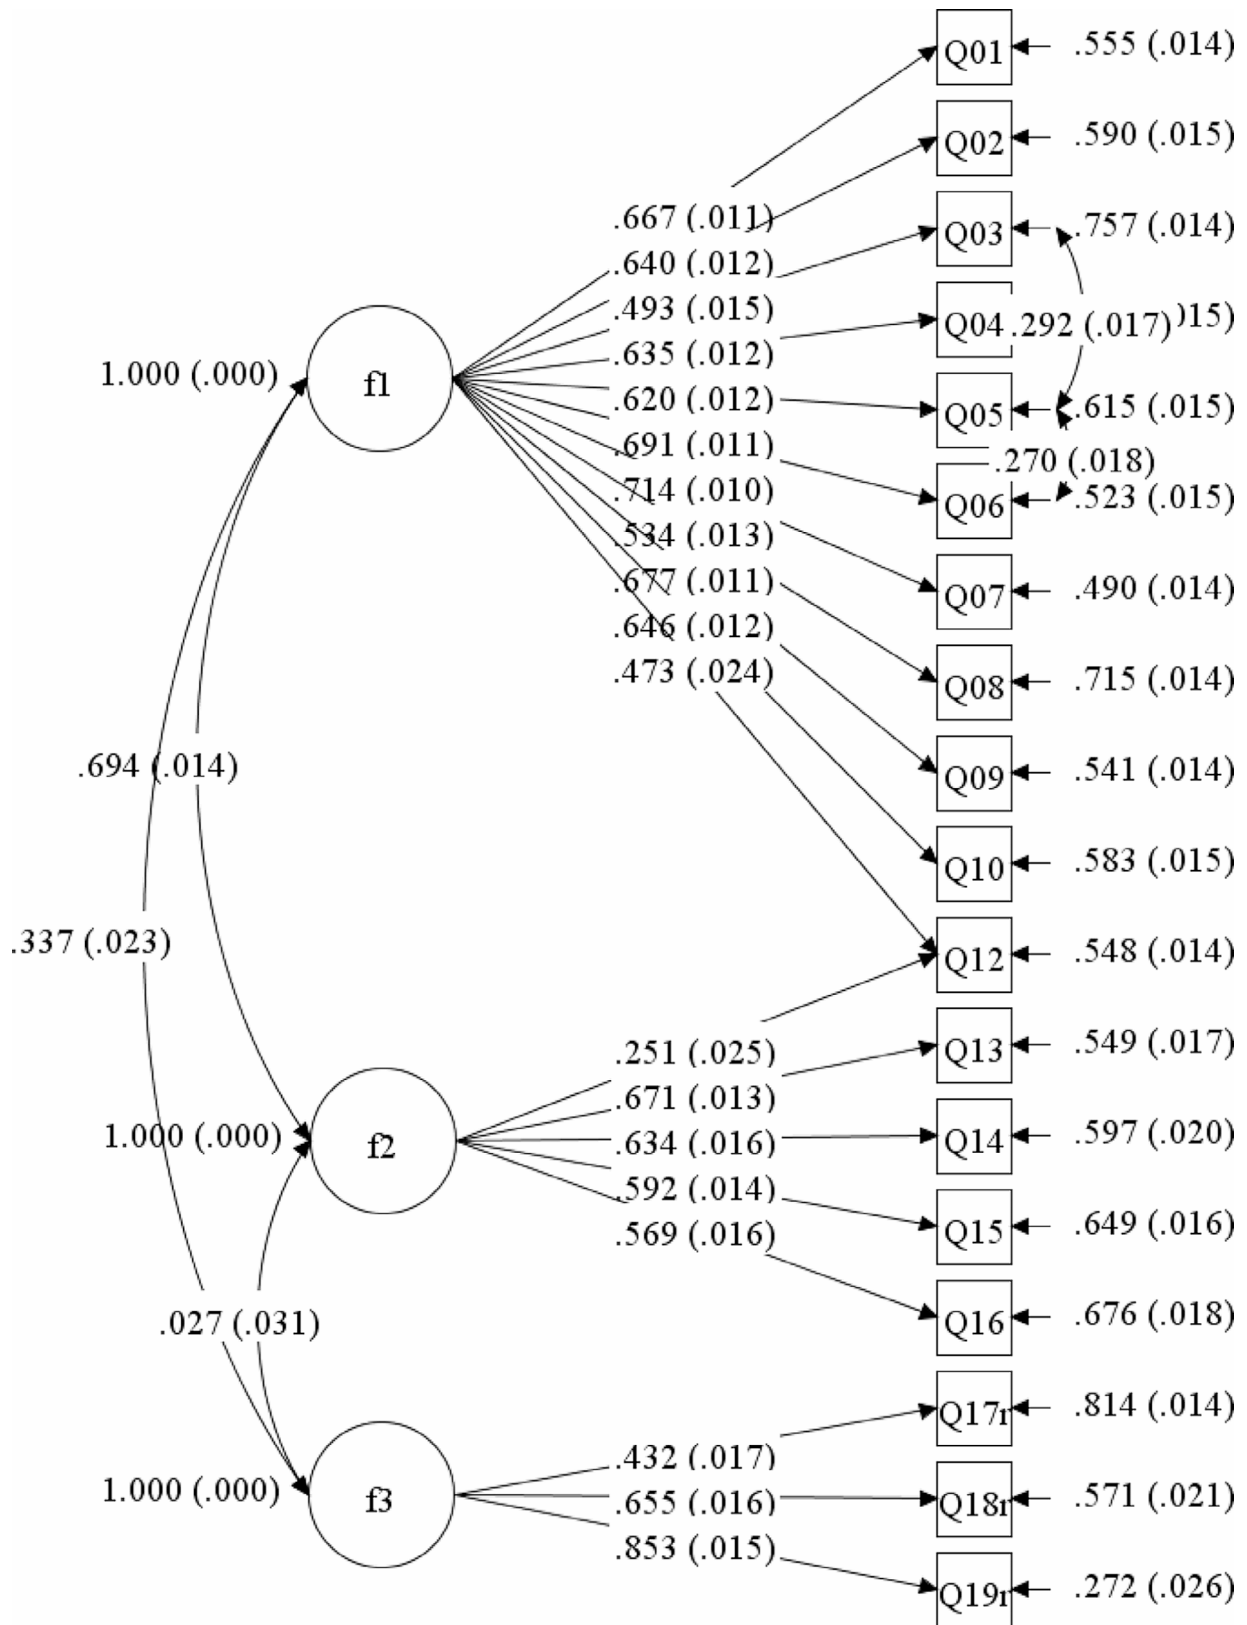 Q01 .555 (.014)
Q02 .590 (.015)
.667 (.011)
Q03 .757 (.014)
.640 (.012)
.493 (.015)
Q04 .292 (.017) )15)
.635 (.012)
1.000 (.000) f1
.620 (.012)
Q05 .615 (.015)
.691 (.011)
.270 (.018)
.714 (.010)
Q06 .523 (.015)
.534 (.013)
.677 (.011)
Q07 .490 (.014)
.646 (.012)
.473 (.024)
Q08 .715 (.014)
.694 (.014)
Q09 .541 (.014)
Q10 .583 (.015)
.337 (.023)
Q12 .548 (.014)
.251 (.025)
Q13 .549 (.017)
.671 (.013)
1.000 (.000) f2
.634 (.016)
Q14 .597 (.020)
.592 (.014)
Q15 .649 (.016)
.569 (.016)
.027 (.031)
Q16 .676 (.018)
Q17r .814 (.014)
.432 (.017)
1.000 (.000) f3
.655 (.016)
Q18r .571 (.021)
.853 (.015)
Q19r .272 (.026)